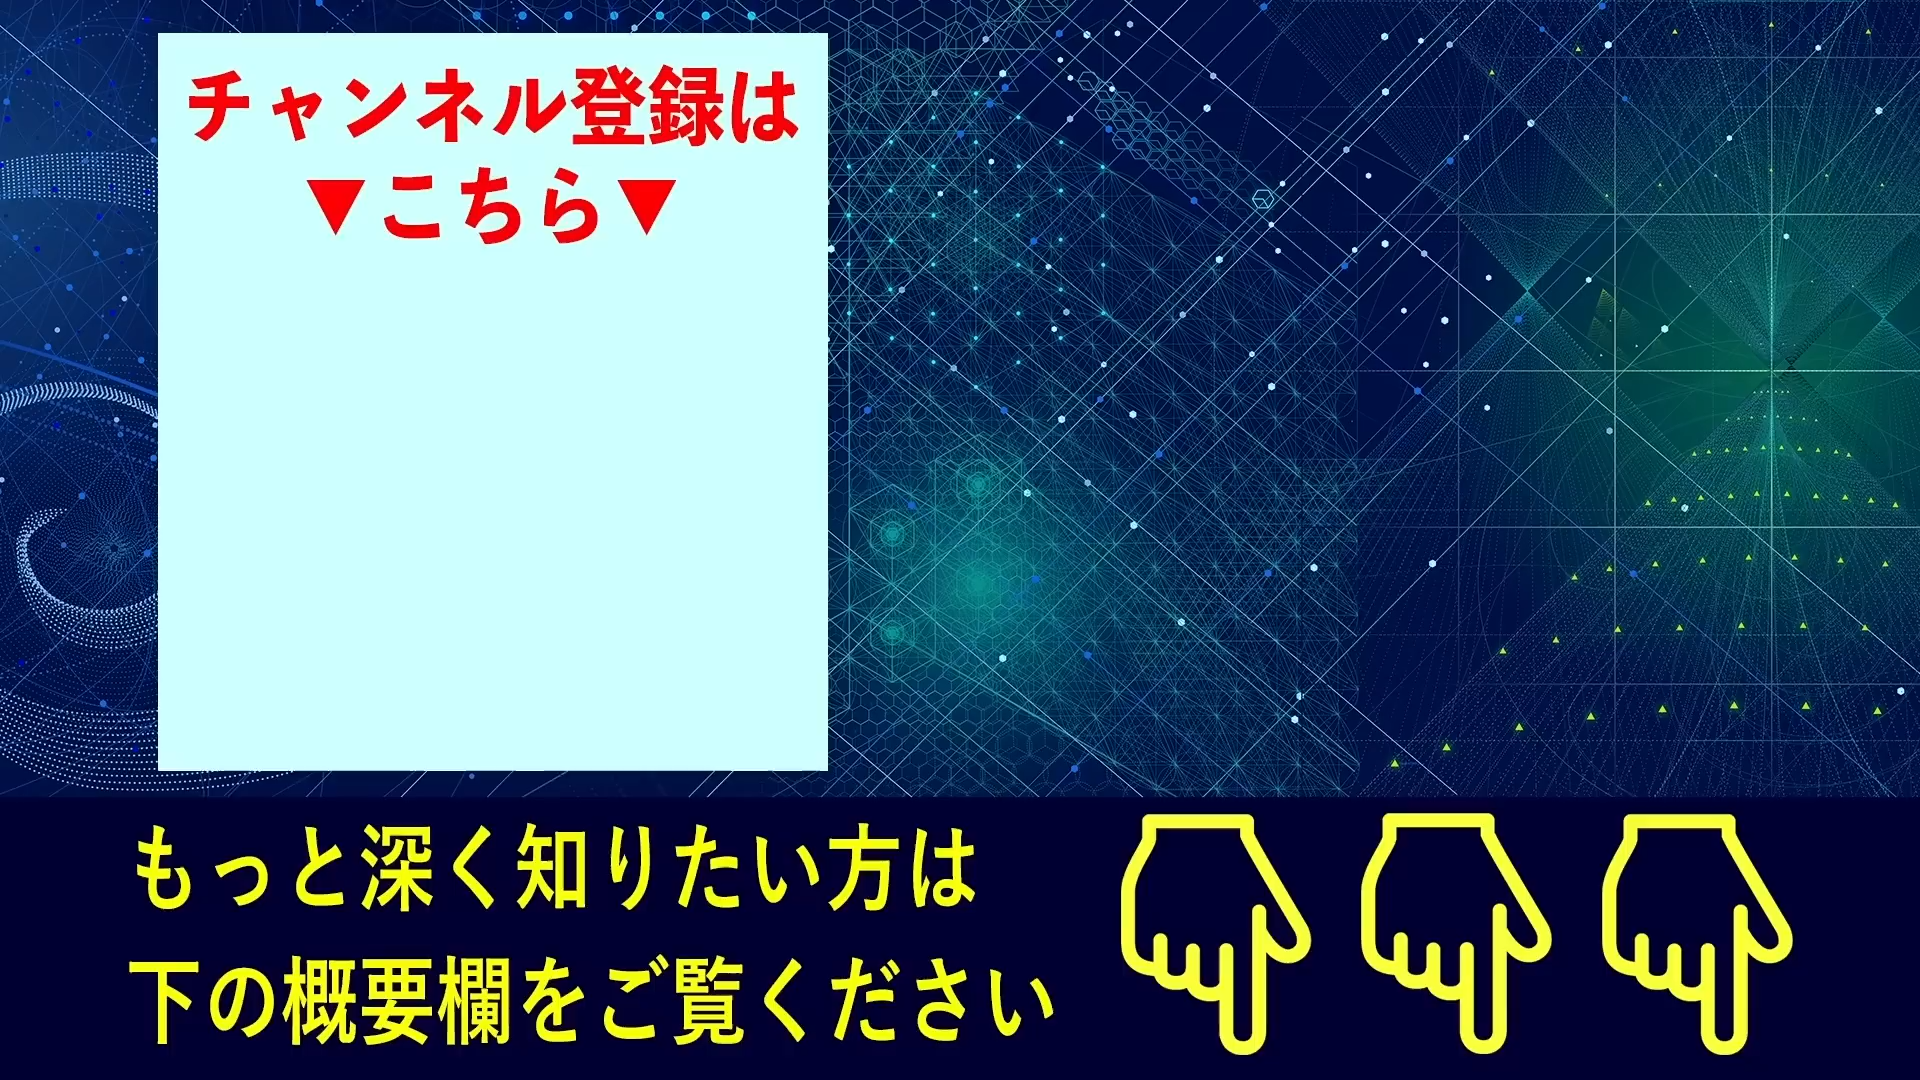 チャンネル登録は
▼こちら▼
もっと深く知りたい方は
下の概要欄をご覧ください